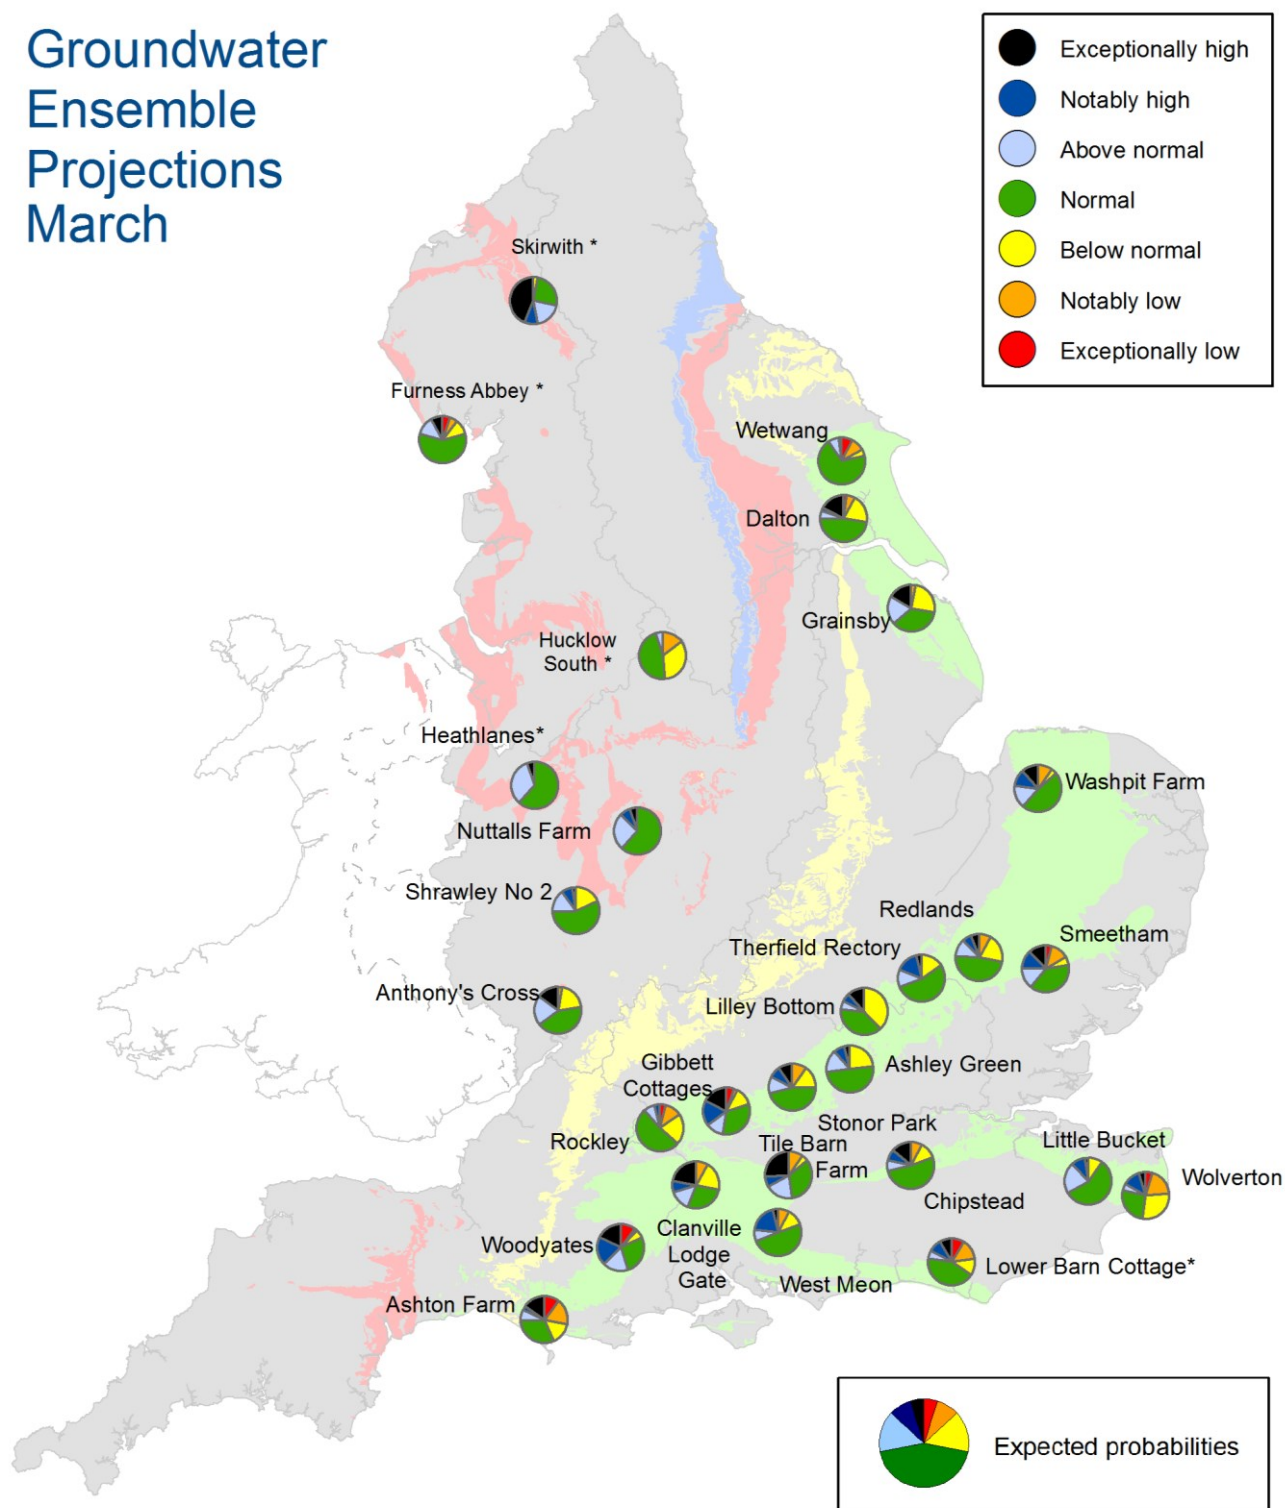 Groundwater
Ensemble
Projections
March
Exceptionally high
Notably high
Above normal
Normal
Below normal
Notably low
Exceptionally low
Skirwith *
Furness Abbey *
Wetwang
Dalton
Grainsby
Hucklow
South *
Heathlanes*
Nuttalls Farm
Washpit Farm
Shrawley No 2
Redlands
Smeetham
Therfield Rectory
Anthony's Cross
Lilley Bottom
Gibbett
Cottages
Ashley Green
Stonor Park
Rockley
Tile Barn
Farm
Little Bucket
Wolverton
Chipstead
Clanville
Lodge
Gate
Woodyates
West Meon
Lower Barn Cottage*
Ashton Farm
Expected probabilities